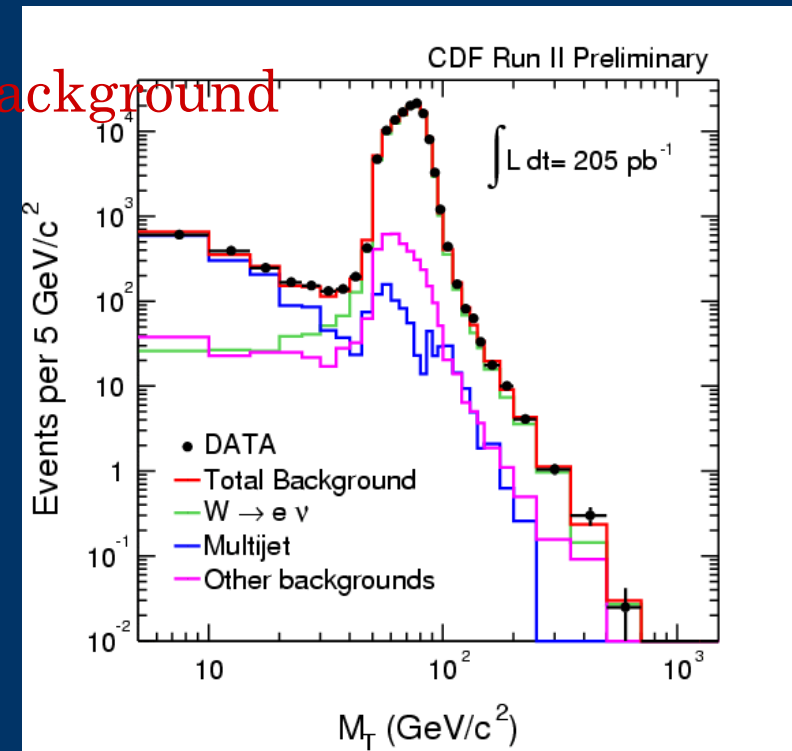 CDF Run II Preliminary
ackground
∫L dt= 205 pb⁻¹
Events per 5 GeV/c²
10⁴
10³
10²
10
1
10⁻¹
10⁻²
DATA
Total Background
W → e ν
Multijet
Other backgrounds
10 10² 10³
M_T (GeV/c²)